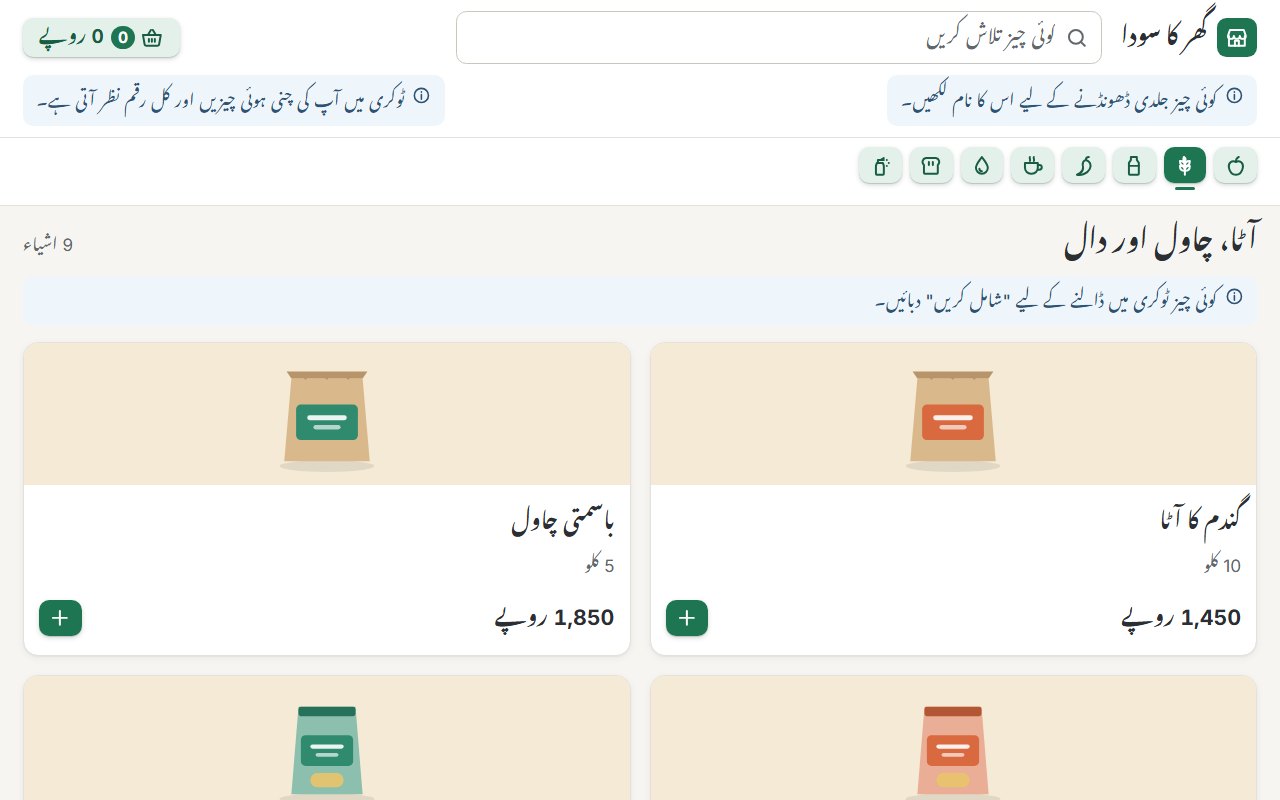 گھر کا سودا
کوئی چیز تلاش کریں
0 0 روپے
کوئی چیز جلدی ڈھونڈنے کے لیے اس کا نام لکھیں۔
ٹوکری میں آپ کی چنی ہوئی چیزیں اور کل رقم نظر آتی ہے۔
آٹا، چاول اور دال
9 اشیاء
کوئی چیز ٹوکری میں ڈالنے کے لیے "شامل کریں" دبائیں۔
گندم کا آٹا
10 کلو
1,450 روپے
باسمتی چاول
5 کلو
1,850 روپے